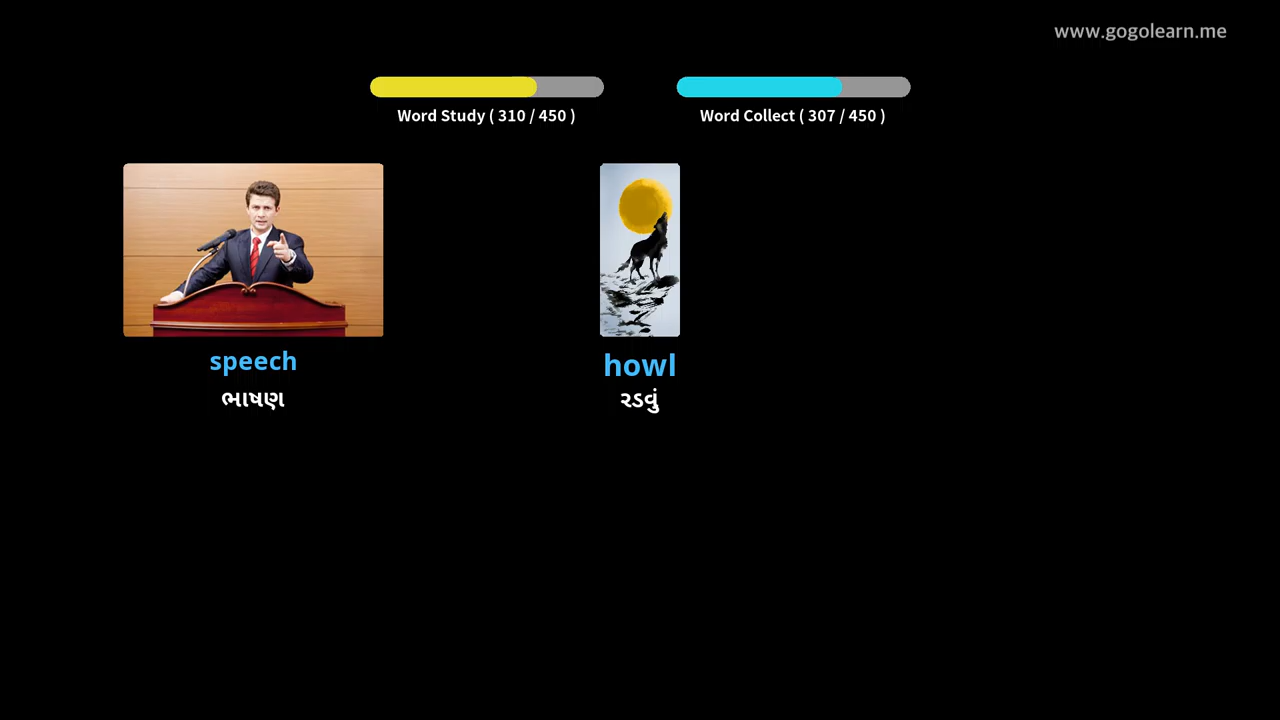 www.gogolearn.me
Word Study ( 310 / 450 )
Word Collect ( 307 / 450 )
speech
ભાષણ
howl
રડવું